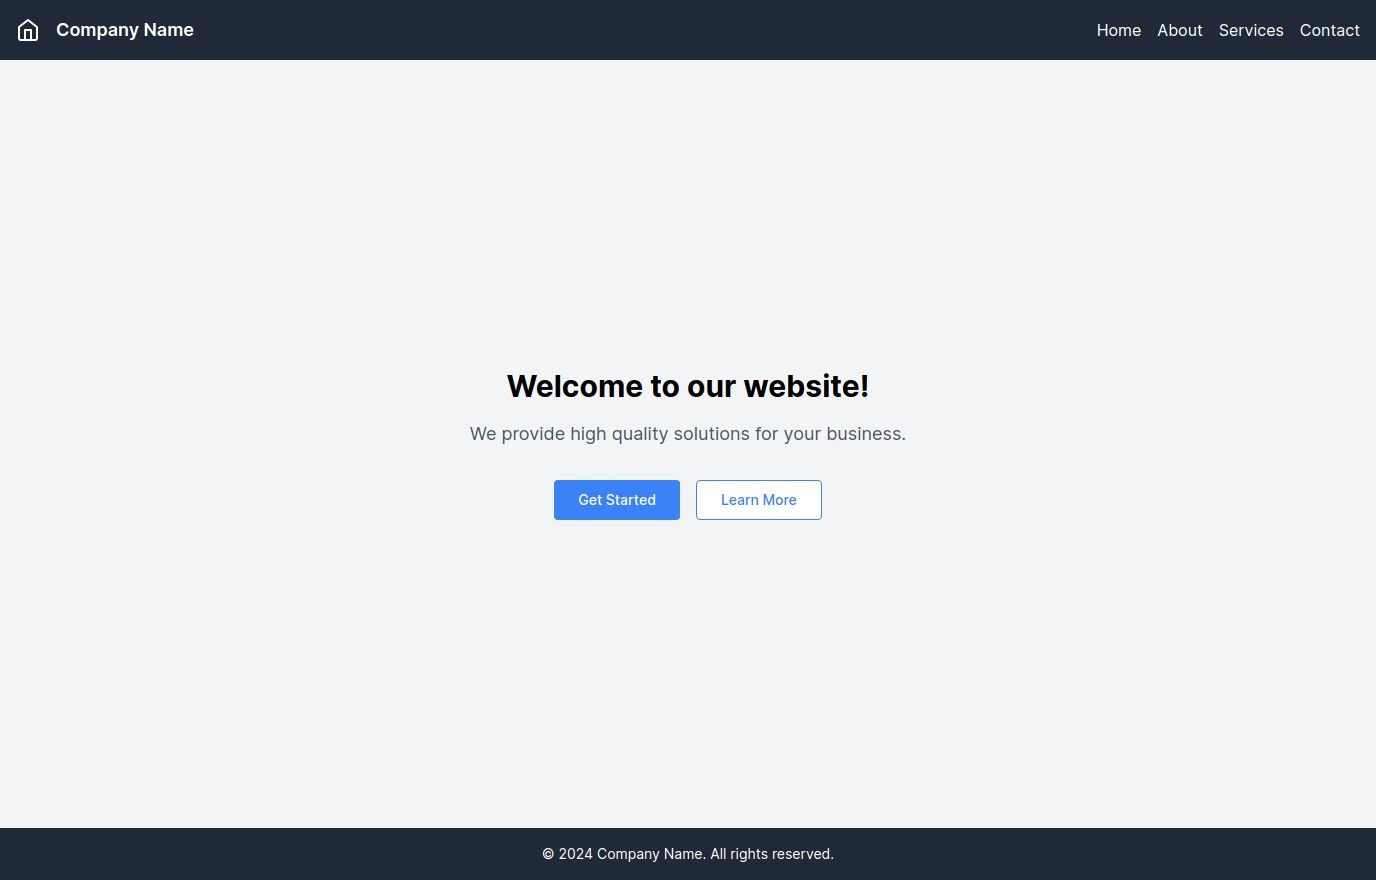 Company Name
Home About Services Contact
Welcome to our website!
We provide high quality solutions for your business.
Get Started Learn More
© 2024 Company Name. All rights reserved.